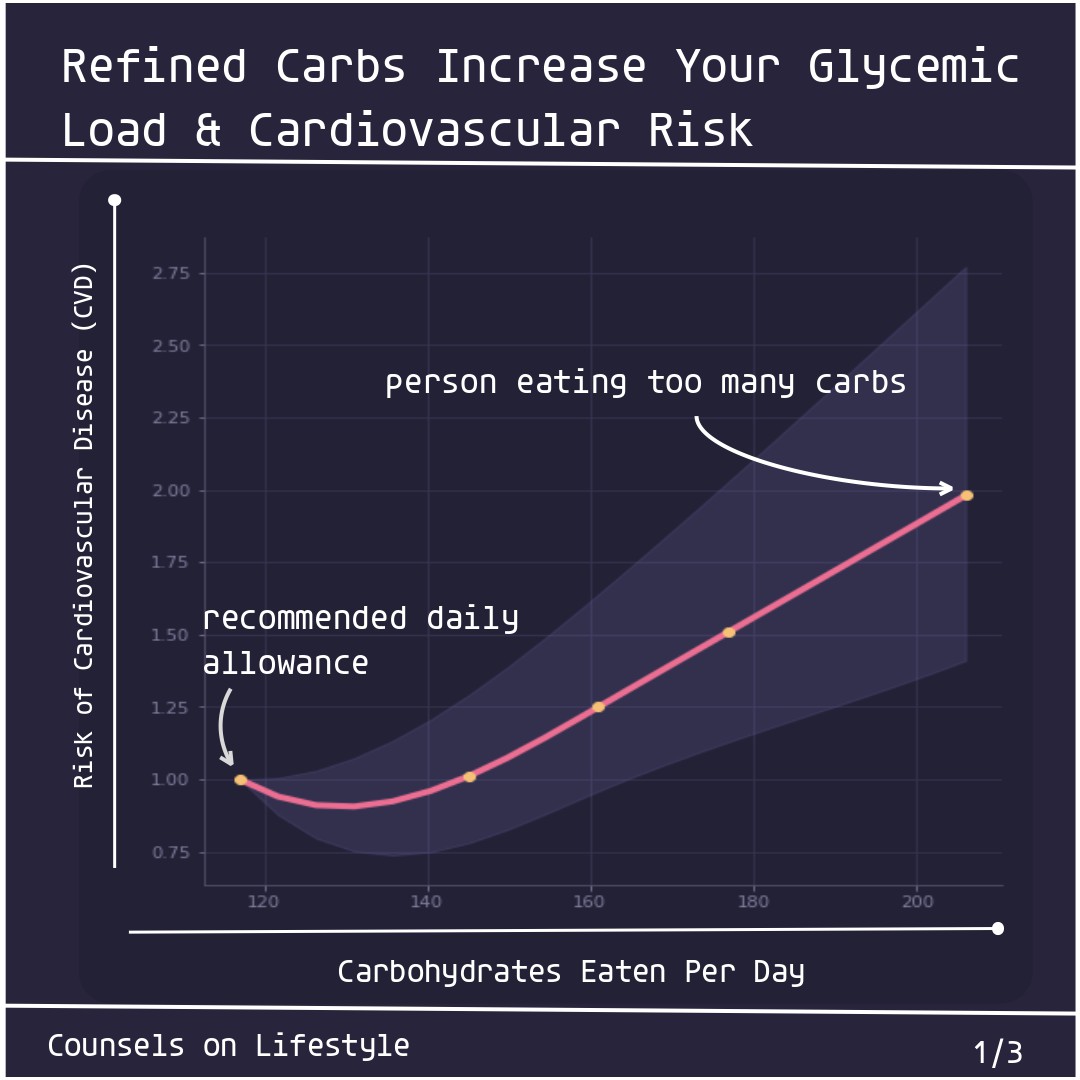 Refined Carbs Increase Your Glycemic
Load & Cardiovascular Risk
Risk of Cardiovascular Disease (CVD)
2.75
2.50
person eating too many carbs
2.25
2.00
1.75
recommended daily
1.50
allowance
1.25
1.00
0.75
120 140 160 180 200
Carbohydrates Eaten Per Day
Counsels on Lifestyle
1/3